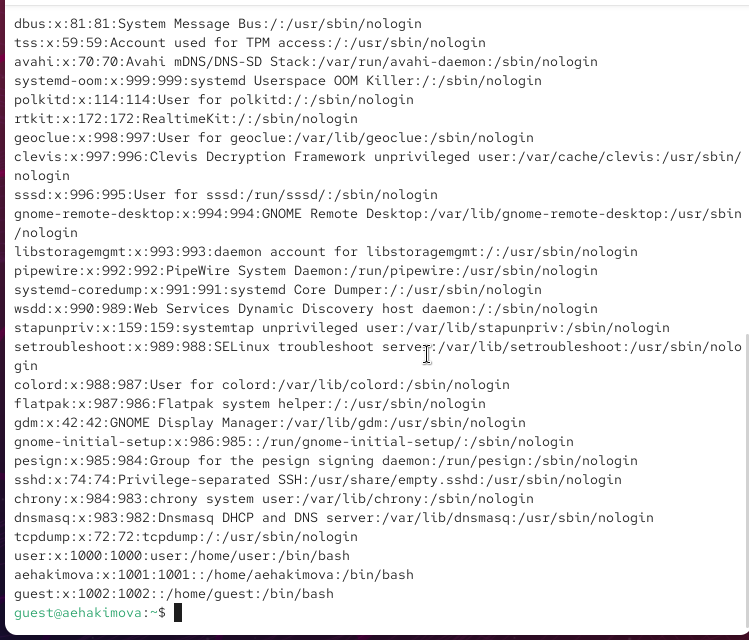 dbus:x:81:81:System Message Bus:/:/usr/sbin/nologin
tss:x:59:59:Account used for TPM access:/:/usr/sbin/nologin
avahi:x:70:70:Avahi mDNS/DNS-SD Stack:/var/run/avahi-daemon:/sbin/nologin
systemd-oom:x:999:999:systemd Userspace OOM Killer:/:/sbin/nologin
polkitd:x:114:114:User for polkitd:/:/sbin/nologin
rtkit:x:172:172:RealtimeKit:/:/sbin/nologin
geoclue:x:998:997:User for geoclue:/var/lib/geoclue:/sbin/nologin
clevis:x:997:996:Clevis Decryption Framework unprivileged user:/var/cache/clevis:/usr/sbin/
nologin
sssd:x:996:995:User for sssd:/run/sssd/:/sbin/nologin
gnome-remote-desktop:x:994:994:GNOME Remote Desktop:/var/lib/gnome-remote-desktop:/usr/sbin
/nologin
libstoragemgmt:x:993:993:daemon account for libstoragemgmt:/:/usr/sbin/nologin
pipewire:x:992:992:PipeWire System Daemon:/run/pipewire:/usr/sbin/nologin
systemd-coredump:x:991:991:systemd Core Dumper:/:/usr/sbin/nologin
wsdd:x:990:989:Web Services Dynamic Discovery host daemon:/:/sbin/nologin
stapunpriv:x:159:159:systemtap unprivileged user:/var/lib/stapunpriv:/sbin/nologin
setroubleshoot:x:989:988:SELinux troubleshoot server:/var/lib/setroubleshoot:/usr/sbin/nolo
gin
colord:x:988:987:User for colord:/var/lib/colord:/sbin/nologin
flatpak:x:987:986:Flatpak system helper:/:/usr/sbin/nologin
gdm:x:42:42:GNOME Display Manager:/var/lib/gdm:/usr/sbin/nologin
gnome-initial-setup:x:986:985::/run/gnome-initial-setup/:/sbin/nologin
pesign:x:985:984:Group for the pesign signing daemon:/run/pesign:/sbin/nologin
sshd:x:74:74:Privilege-separated SSH:/usr/share/empty.sshd:/usr/sbin/nologin
chrony:x:984:983:chrony system user:/var/lib/chrony:/sbin/nologin
dnsmasq:x:983:982:Dnsmasq DHCP and DNS server:/var/lib/dnsmasq:/usr/sbin/nologin
tcpdump:x:72:72:tcpdump:/:/usr/sbin/nologin
user:x:1000:1000:user:/home/user:/bin/bash
aehakimova:x:1001:1001::/home/aehakimova:/bin/bash
guest:x:1002:1002::/home/guest:/bin/bash
guest@aehakimova:~$